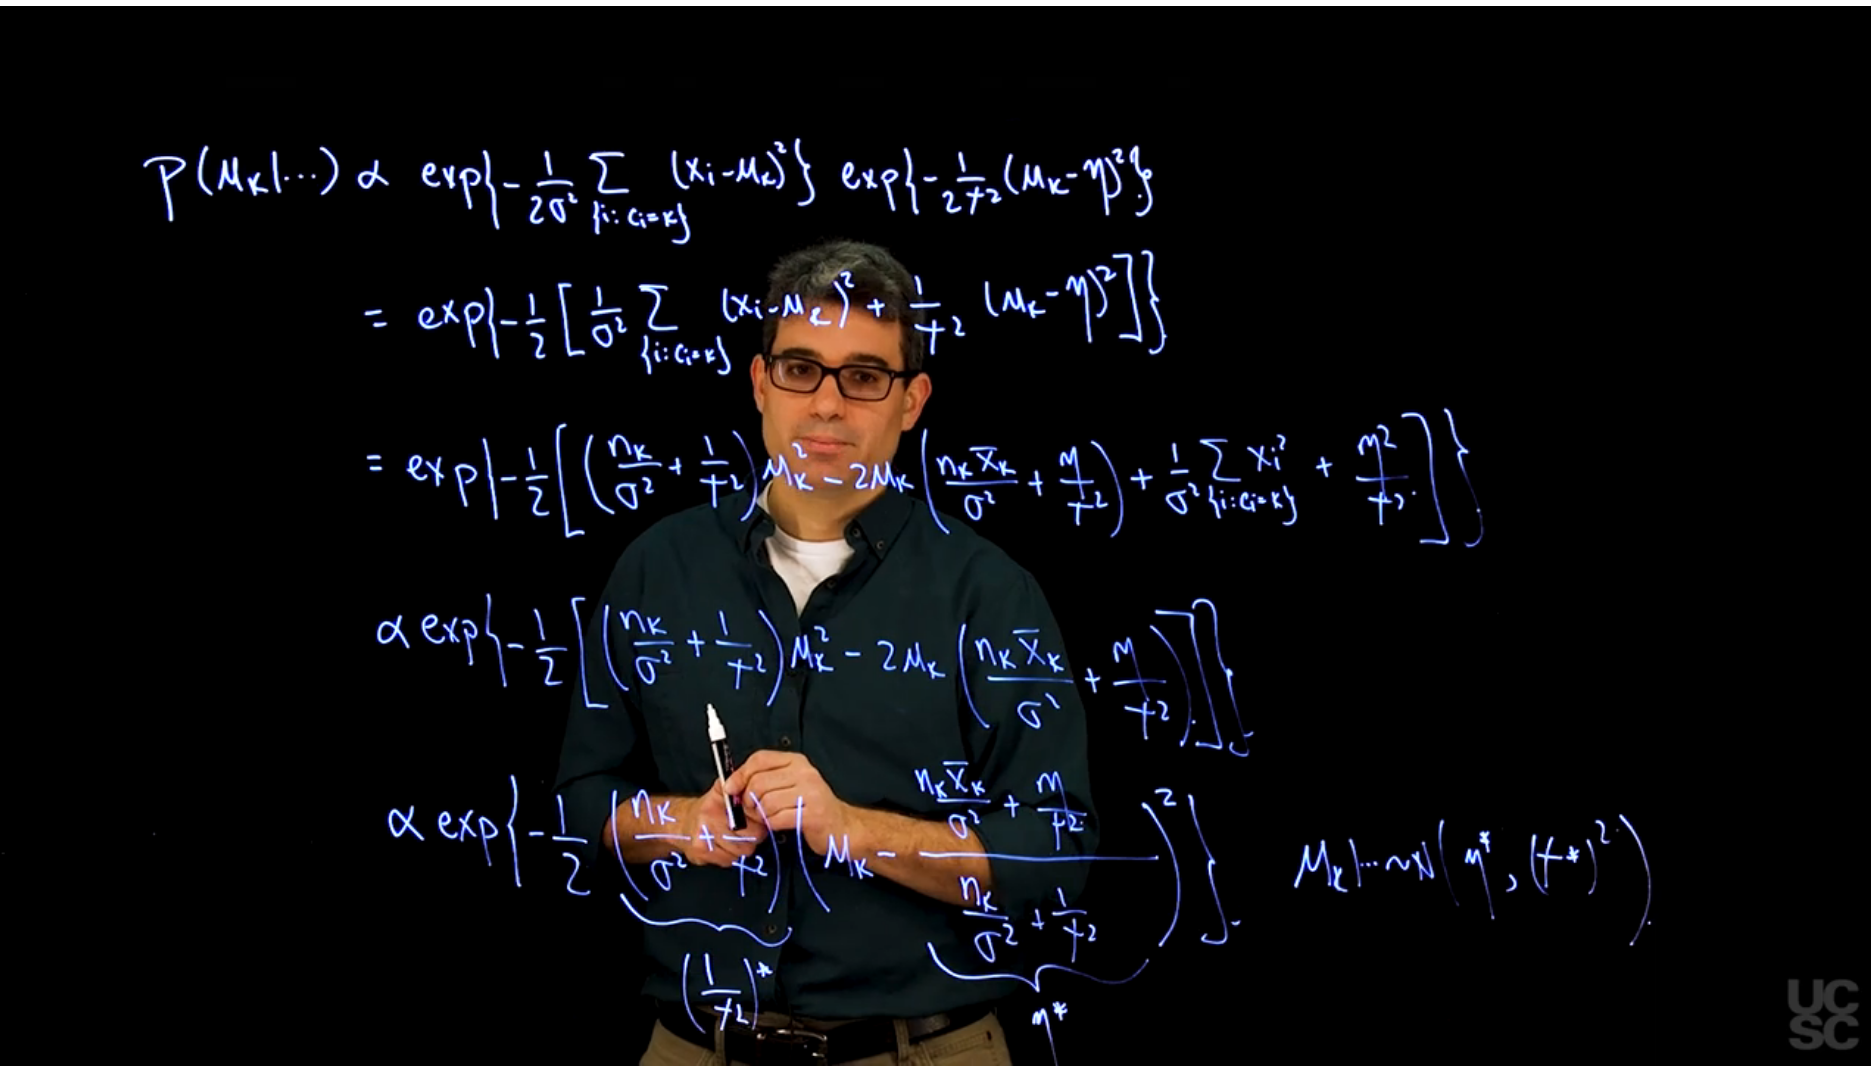 P(μ_K|...) ∝ exp{-1/(2σ²) Σ_{i: c_i=K} (x_i-μ_K)²} exp{-1/(2τ²) (μ_K-η)²}
= exp{-1/2 [1/σ² Σ_{i: c_i=K} (x_i-μ_K)² + 1/τ² (μ_K-η)²]}
= exp{-1/2 [(n_K/σ² + 1/τ²) μ_K² - 2μ_K (n_K x̄_K/σ² + η/τ²) + 1/σ² Σ_{i: c_i=K} x_i² + η²/τ²]}
∝ exp{-1/2 [(n_K/σ² + 1/τ²) μ_K² - 2μ_K (n_K x̄_K/σ² + η/τ²)]}
∝ exp{-1/2 (n_K/σ² + 1/τ²) (μ_K - (n_K x̄_K/σ² + η/τ²)/(n_K/σ² + 1/τ²))²}. μ_K|... ~ N(η*, (τ*)²)
(1/τ²)* η*
UC
SC